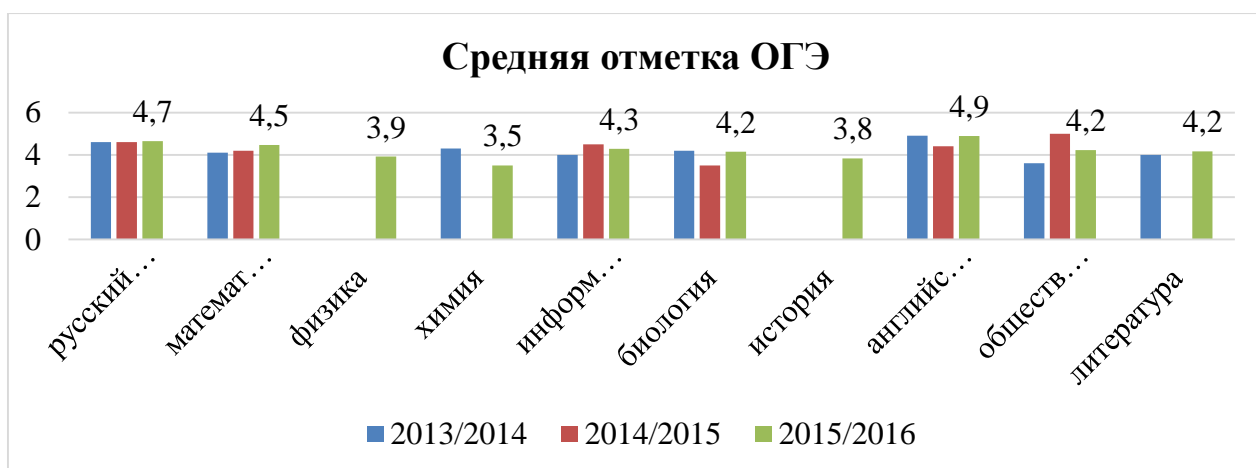 Средняя отметка ОГЭ
6
4
2
0
4,7
4,5
3,9
3,5
4,3
4,2
3,8
4,9
4,2
4,2
русский…
математ…
физика
химия
информ…
биология
история
английс…
обществ…
литература
2013/2014 2014/2015 2015/2016